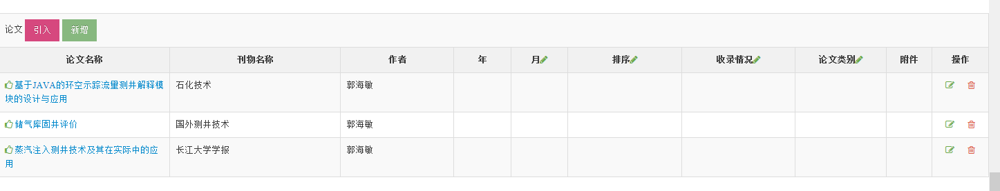 论文 引入 新增
论文名称 刊物名称 作者 年 月 排序 收录情况 论文类别 附件 操作
基于JAVA的环空示踪流量测井解释模 石化技术 郭海敏
块的设计与应用
储气库固井评价 国外测井技术 郭海敏
蒸汽注入测井技术及其在实际中的应 长江大学学报 郭海敏
用